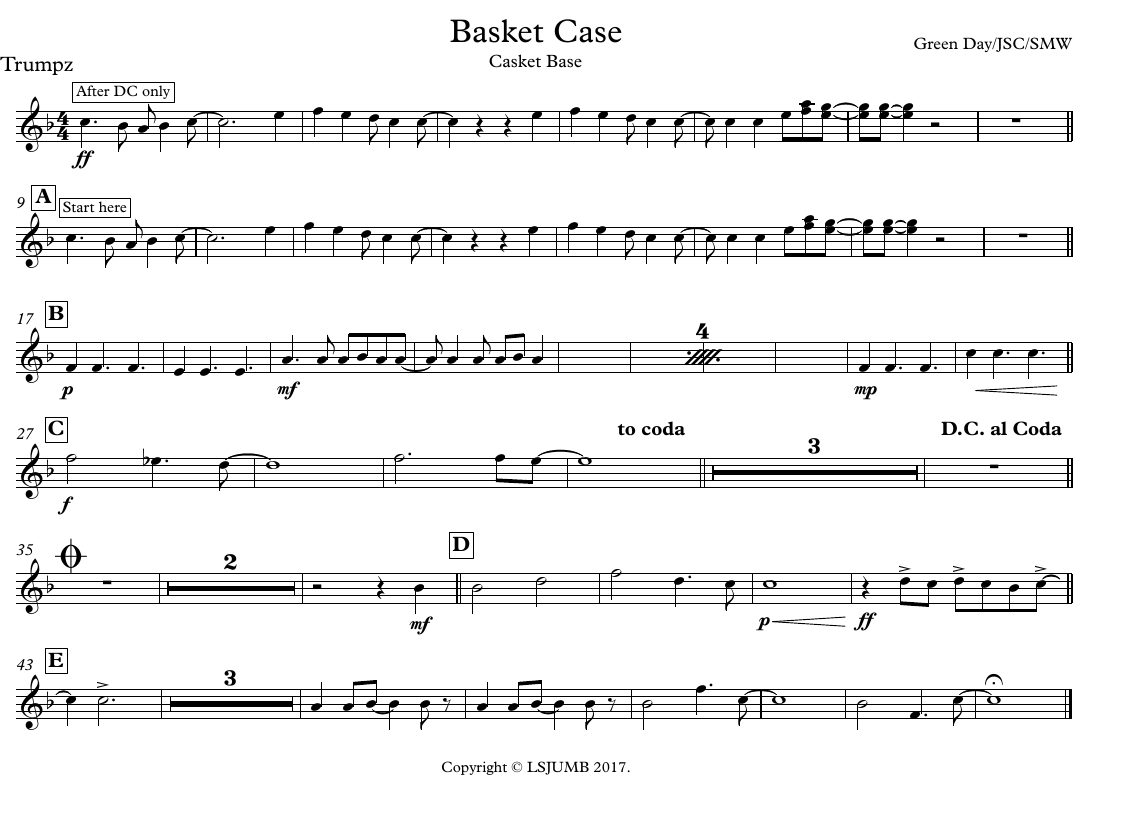 Basket Case
Casket Base
Green Day/JSC/SMW
Trumpz
After DC only
4
4
ff
9
A
Start here
17
B
4
p
mf
mp
27
C
to coda
3
D.C. al Coda
f
35
2
D
mf
p
ff
43
E
3
Copyright © LSJUMB 2017.